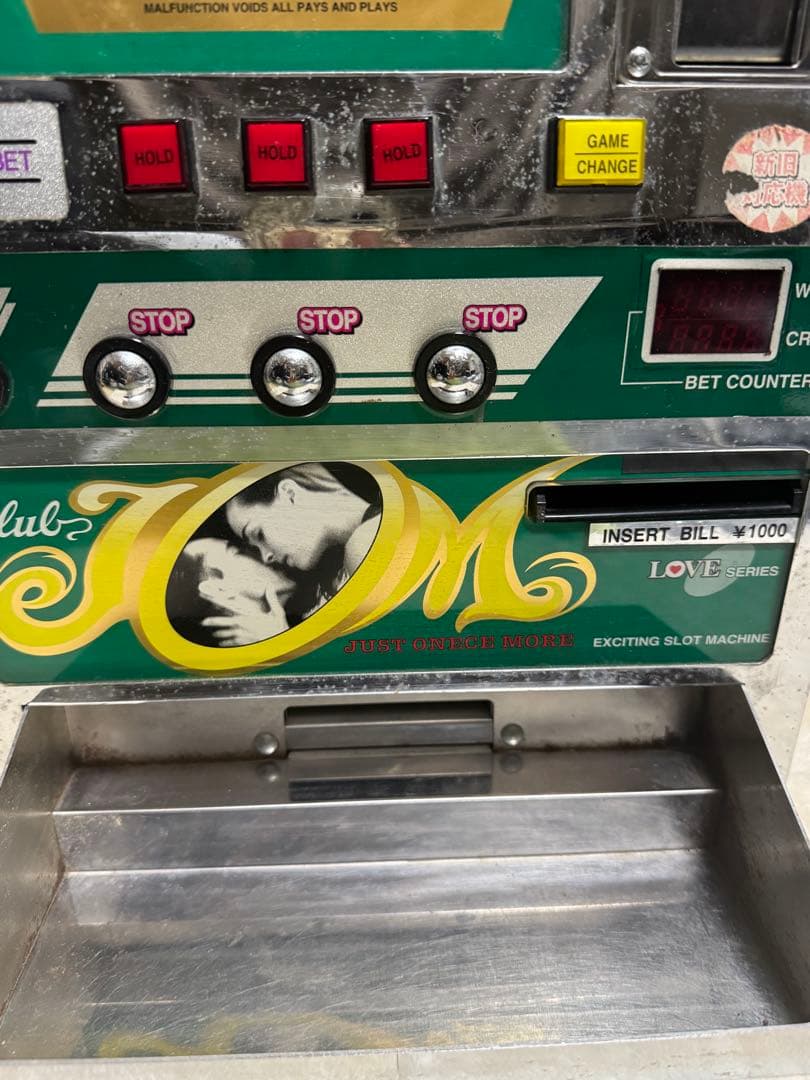 MALFUNCTION VOIDS ALL PAYS AND PLAYS
BET
HOLD
HOLD
HOLD
GAME
CHANGE
新旧
対応機
STOP
STOP
STOP
W
CR
BET COUNTER
lub
JOM
JUST ONECE MORE
INSERT BILL ¥1000
LOVE SERIES
EXCITING SLOT MACHINE